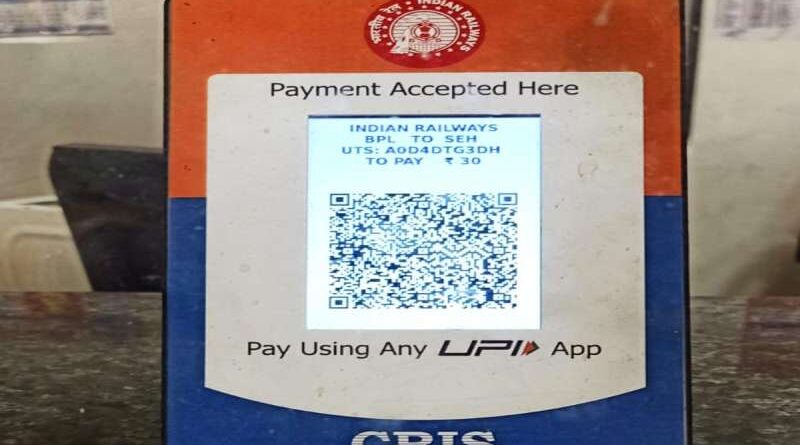 भारतीय रेल INDIAN RAILWAYS
Payment Accepted Here
INDIAN RAILWAYS
BPL TO SEH
UTS: A0D4DTG3DH
TO PAY ₹ 30
Pay Using Any UPI App
CRIS